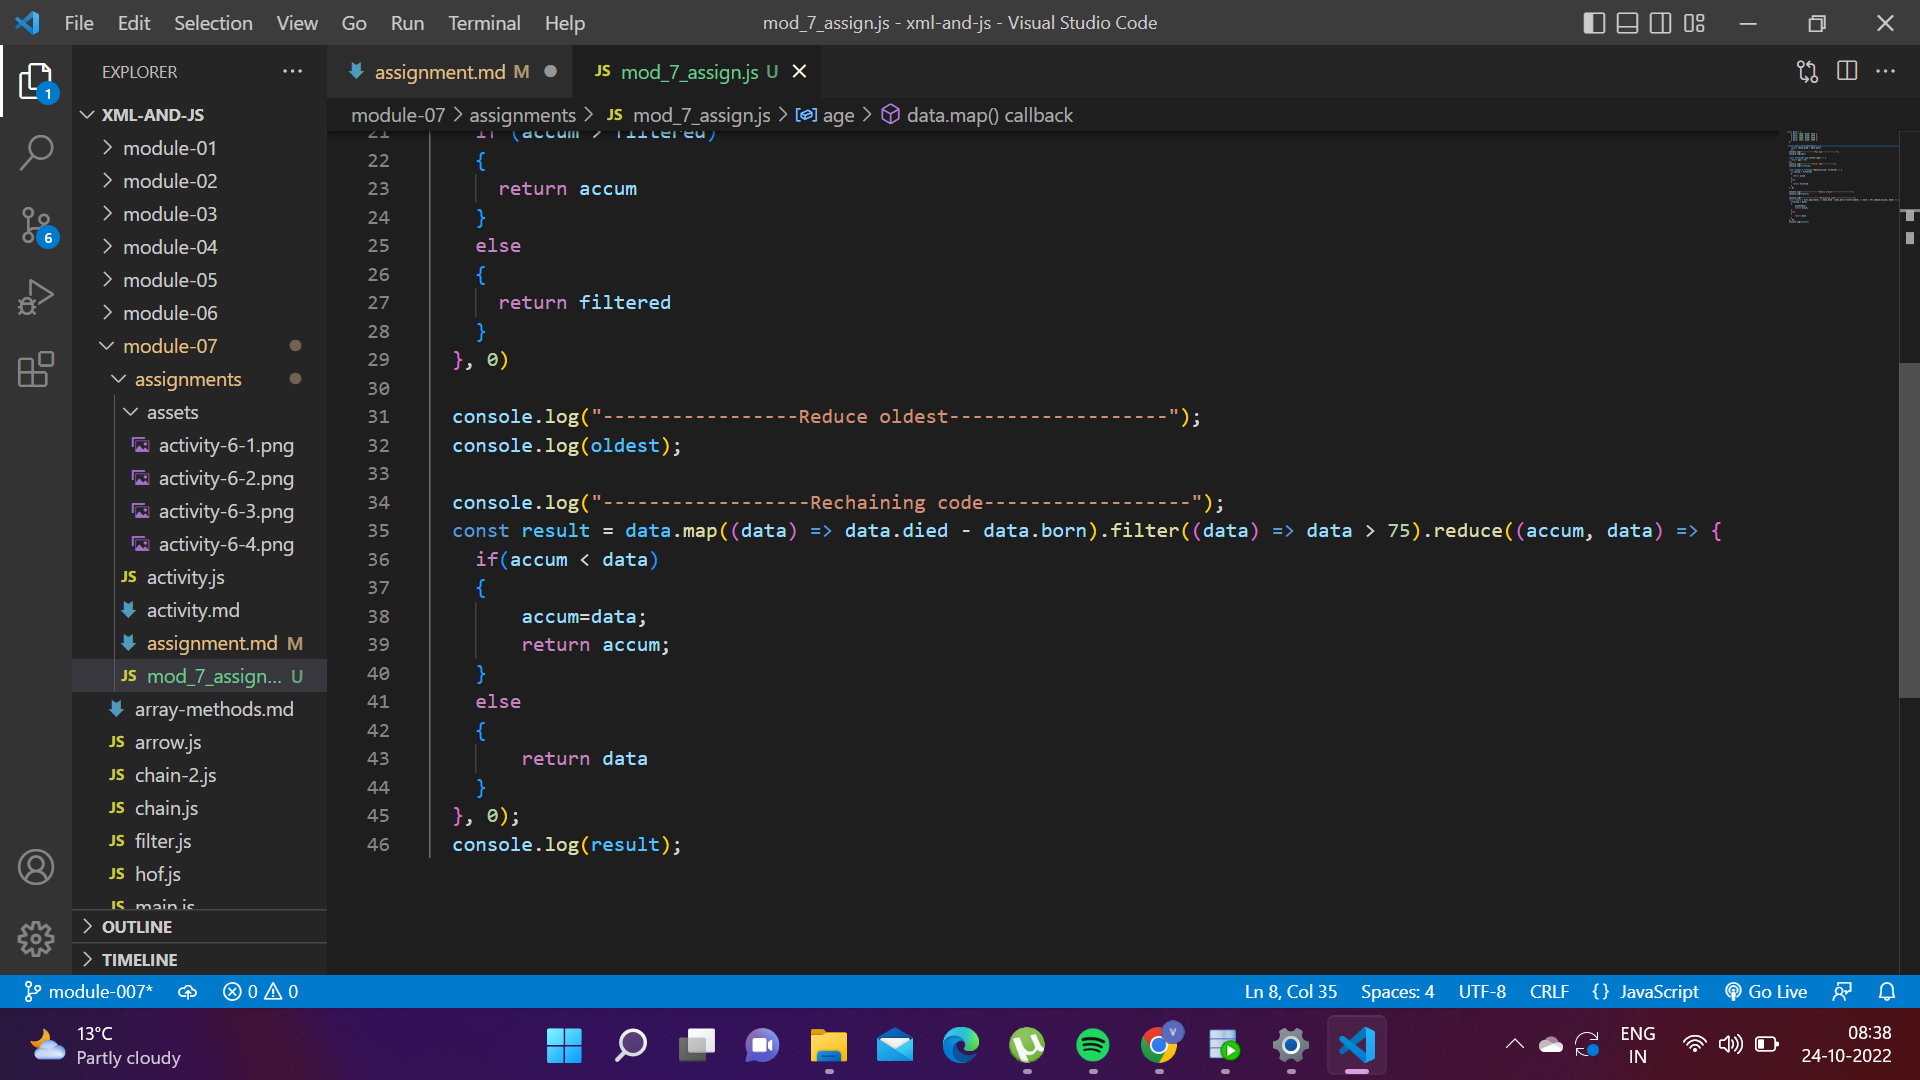 File Edit Selection View Go Run Terminal Help
mod_7_assign.js - xml-and-js - Visual Studio Code
EXPLORER
assignment.md M
JS mod_7_assign.js U
1
XML-AND-JS
module-07 > assignments > JS mod_7_assign.js > age > data.map() callback
module-01
module-02
module-03
module-04
module-05
module-06
module-07
assignments
assets
activity-6-1.png
activity-6-2.png
activity-6-3.png
activity-6-4.png
JS activity.js
activity.md
assignment.md M
JS mod_7_assign... U
array-methods.md
JS arrow.js
JS chain-2.js
JS chain.js
JS filter.js
JS hof.js
JS main.js
OUTLINE
TIMELINE
6
21 if (accum > filtered)
22 {
23 return accum
24 }
25 else
26 {
27 return filtered
28 }
29 }, 0)
30
31 console.log("-----------------Reduce oldest-------------------");
32 console.log(oldest);
33
34 console.log("------------------Rechaining code------------------");
35 const result = data.map((data) => data.died - data.born).filter((data) => data > 75).reduce((accum, data) => {
36 if(accum < data)
37 {
38 accum=data;
39 return accum;
40 }
41 else
42 {
43 return data
44 }
45 }, 0);
46 console.log(result);
module-007* 0 0
Ln 8, Col 35 Spaces: 4 UTF-8 CRLF {} JavaScript Go Live
13°C
Partly cloudy
V
ENG
IN
08:38
24-10-2022